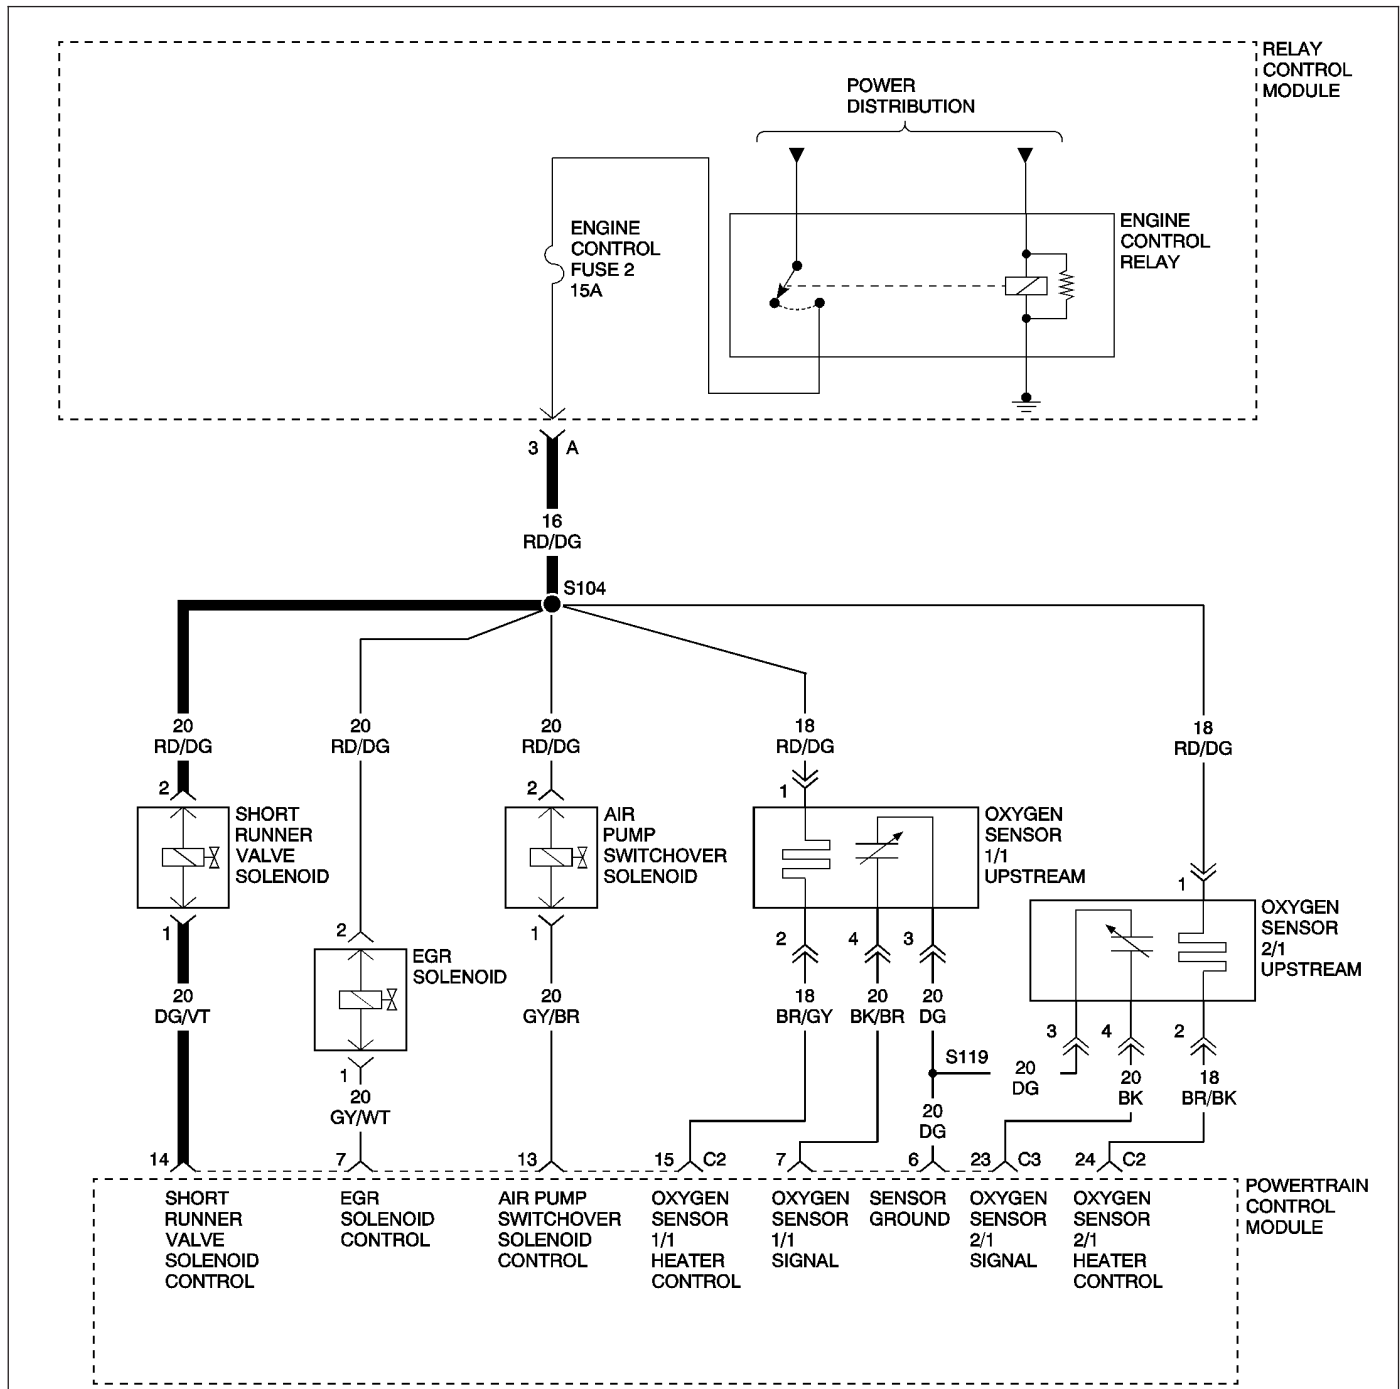 RELAY
CONTROL
MODULE
POWER
DISTRIBUTION
ENGINE
CONTROL
FUSE 2
15A
ENGINE
CONTROL
RELAY
3 A
16
RD/DG
S104
20
RD/DG
20
RD/DG
20
RD/DG
18
RD/DG
18
RD/DG
2
SHORT
RUNNER
VALVE
SOLENOID
1
2
AIR
PUMP
SWITCHOVER
SOLENOID
1
1
OXYGEN
SENSOR
1/1
UPSTREAM
2 4 3
1
OXYGEN
SENSOR
2/1
UPSTREAM
3 4 2
2
EGR
SOLENOID
1
20
DG/VT
20
GY/WT
20
GY/BR
18
BR/GY
20
BK/BR
20
DG
S119
20
DG
20
DG
20
BK
18
BR/BK
14 7 13 15 C2 7 6 23 C3 24 C2
SHORT
RUNNER
VALVE
SOLENOID
CONTROL
EGR
SOLENOID
CONTROL
AIR PUMP
SWITCHOVER
SOLENOID
CONTROL
OXYGEN
SENSOR
1/1
HEATER
CONTROL
OXYGEN
SENSOR
1/1
SIGNAL
SENSOR
GROUND
OXYGEN
SENSOR
2/1
SIGNAL
OXYGEN
SENSOR
2/1
HEATER
CONTROL
POWERTRAIN
CONTROL
MODULE